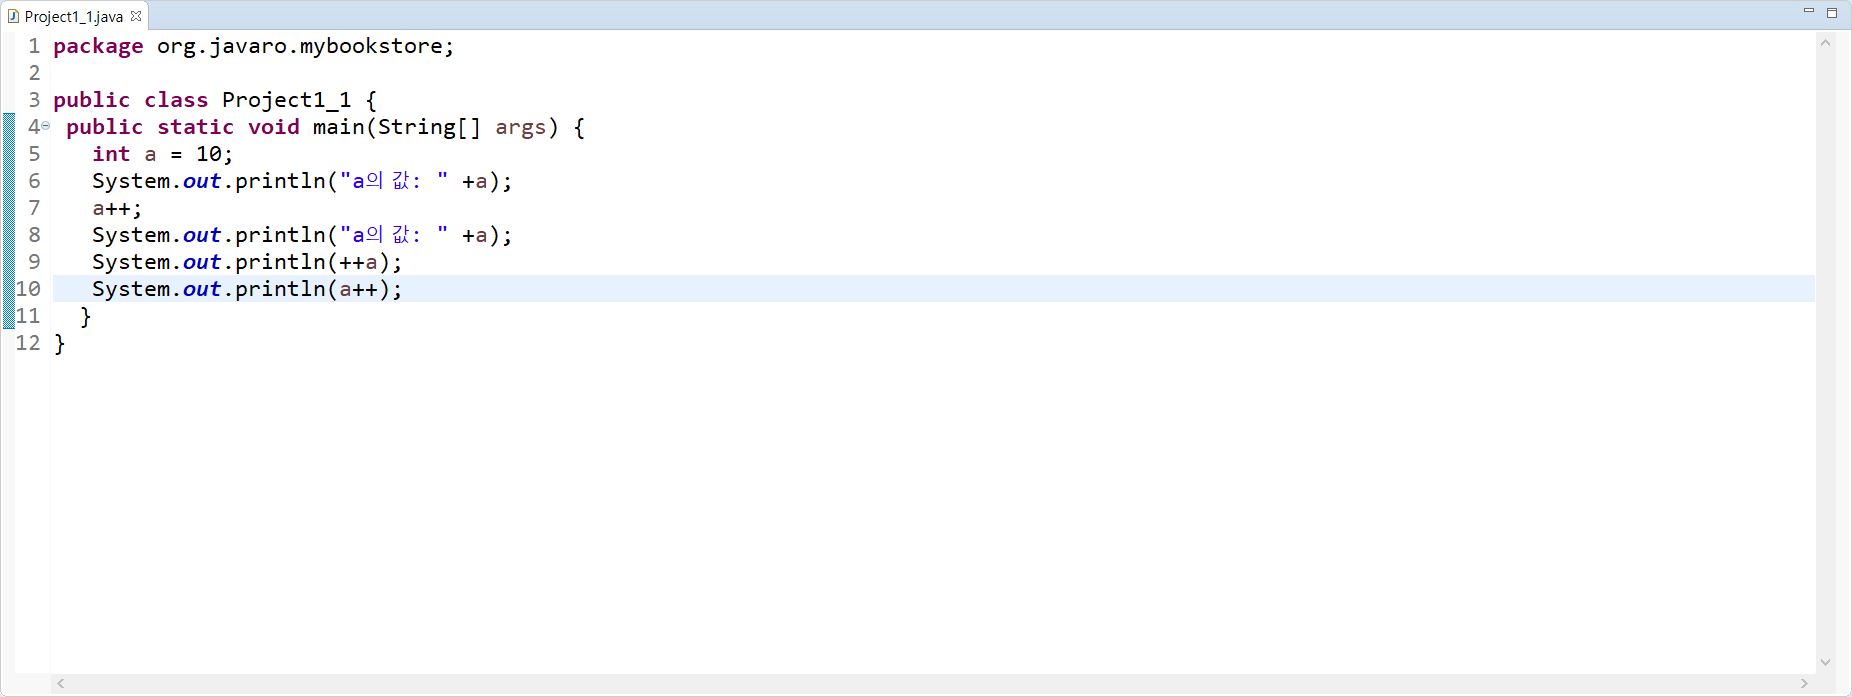 Project1_1.java
1 package org.javaro.mybookstore;
2
3 public class Project1_1 {
4 public static void main(String[] args) {
5 int a = 10;
6 System.out.println("a의 값: " +a);
7 a++;
8 System.out.println("a의 값: " +a);
9 System.out.println(++a);
10 System.out.println(a++);
11 }
12 }